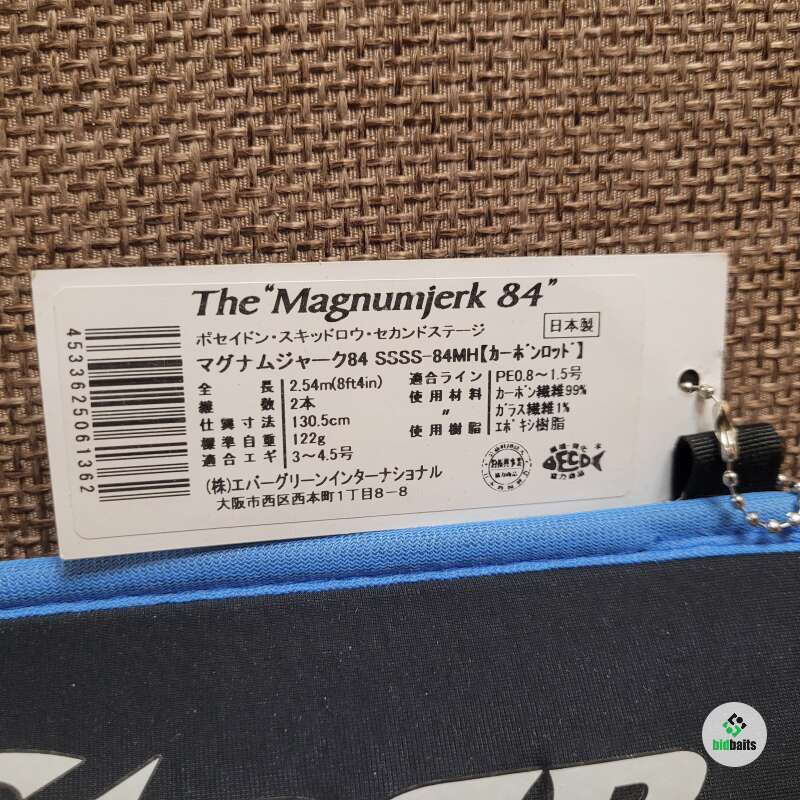 The "Magnumjerk 84"
ポセイドン・スキッドロウ・セカンドステージ
日本製
マグナムジャーク84 SSSS-84MH【カーボンロッド】
全長 2.54m(8ft4in) 適合ライン PE0.8~1.5号
継数 2本 使用材料 カーボン繊維99%
仕舞寸法 130.5cm 〃 ガラス繊維1%
標準自重 122g 使用樹脂 エポキシ樹脂
適合エギ 3~4.5号
(株)エバーグリーンインターナショナル
大阪市西区西本町1丁目8-8
4533625061362
ECO
協力商品
bidbaits